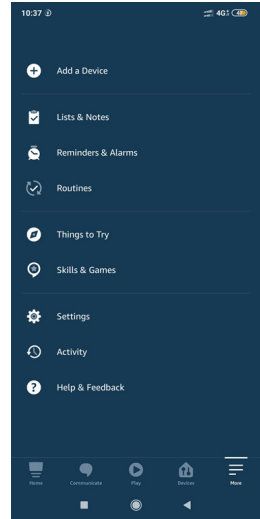 10:37
4G
Add a Device
Lists & Notes
Reminders & Alarms
Routines
Things to Try
Skills & Games
Settings
Activity
Help & Feedback
Home Communicate Play Devices More